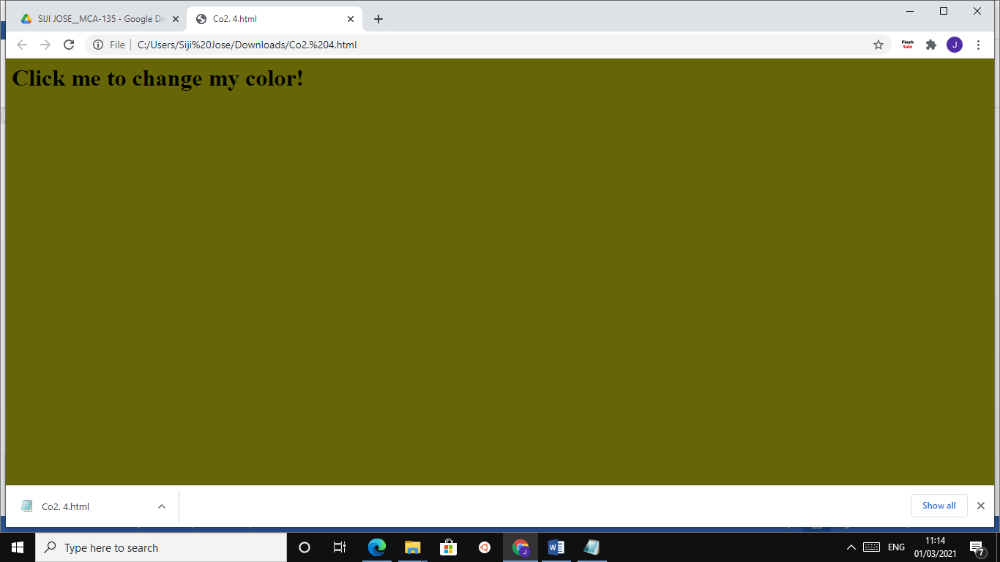 SIJI JOSE__MCA-135 - Google Dr
Co2. 4.html
File
C:/Users/Siji%20Jose/Downloads/Co2.%204.html
Flash
Sale
J
Click me to change my color!
Co2. 4.html
Show all
Type here to search
J
ENG
11:14
01/03/2021
7